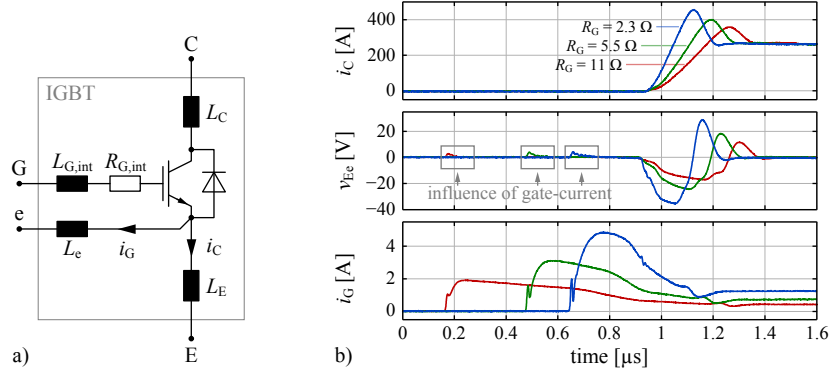 C
IGBT
L_C
L_G,int R_G,int
G
e
L_e i_G i_C
L_E
E
a)
400
200
0
i_C [A]
R_G = 2.3 Ω
R_G = 5.5 Ω
R_G = 11 Ω
20
0
−20
−40
v_Ee [V]
influence of gate-current
4
2
0
i_G [A]
0 0.2 0.4 0.6 0.8 1 1.2 1.4 1.6
b) time [µs]